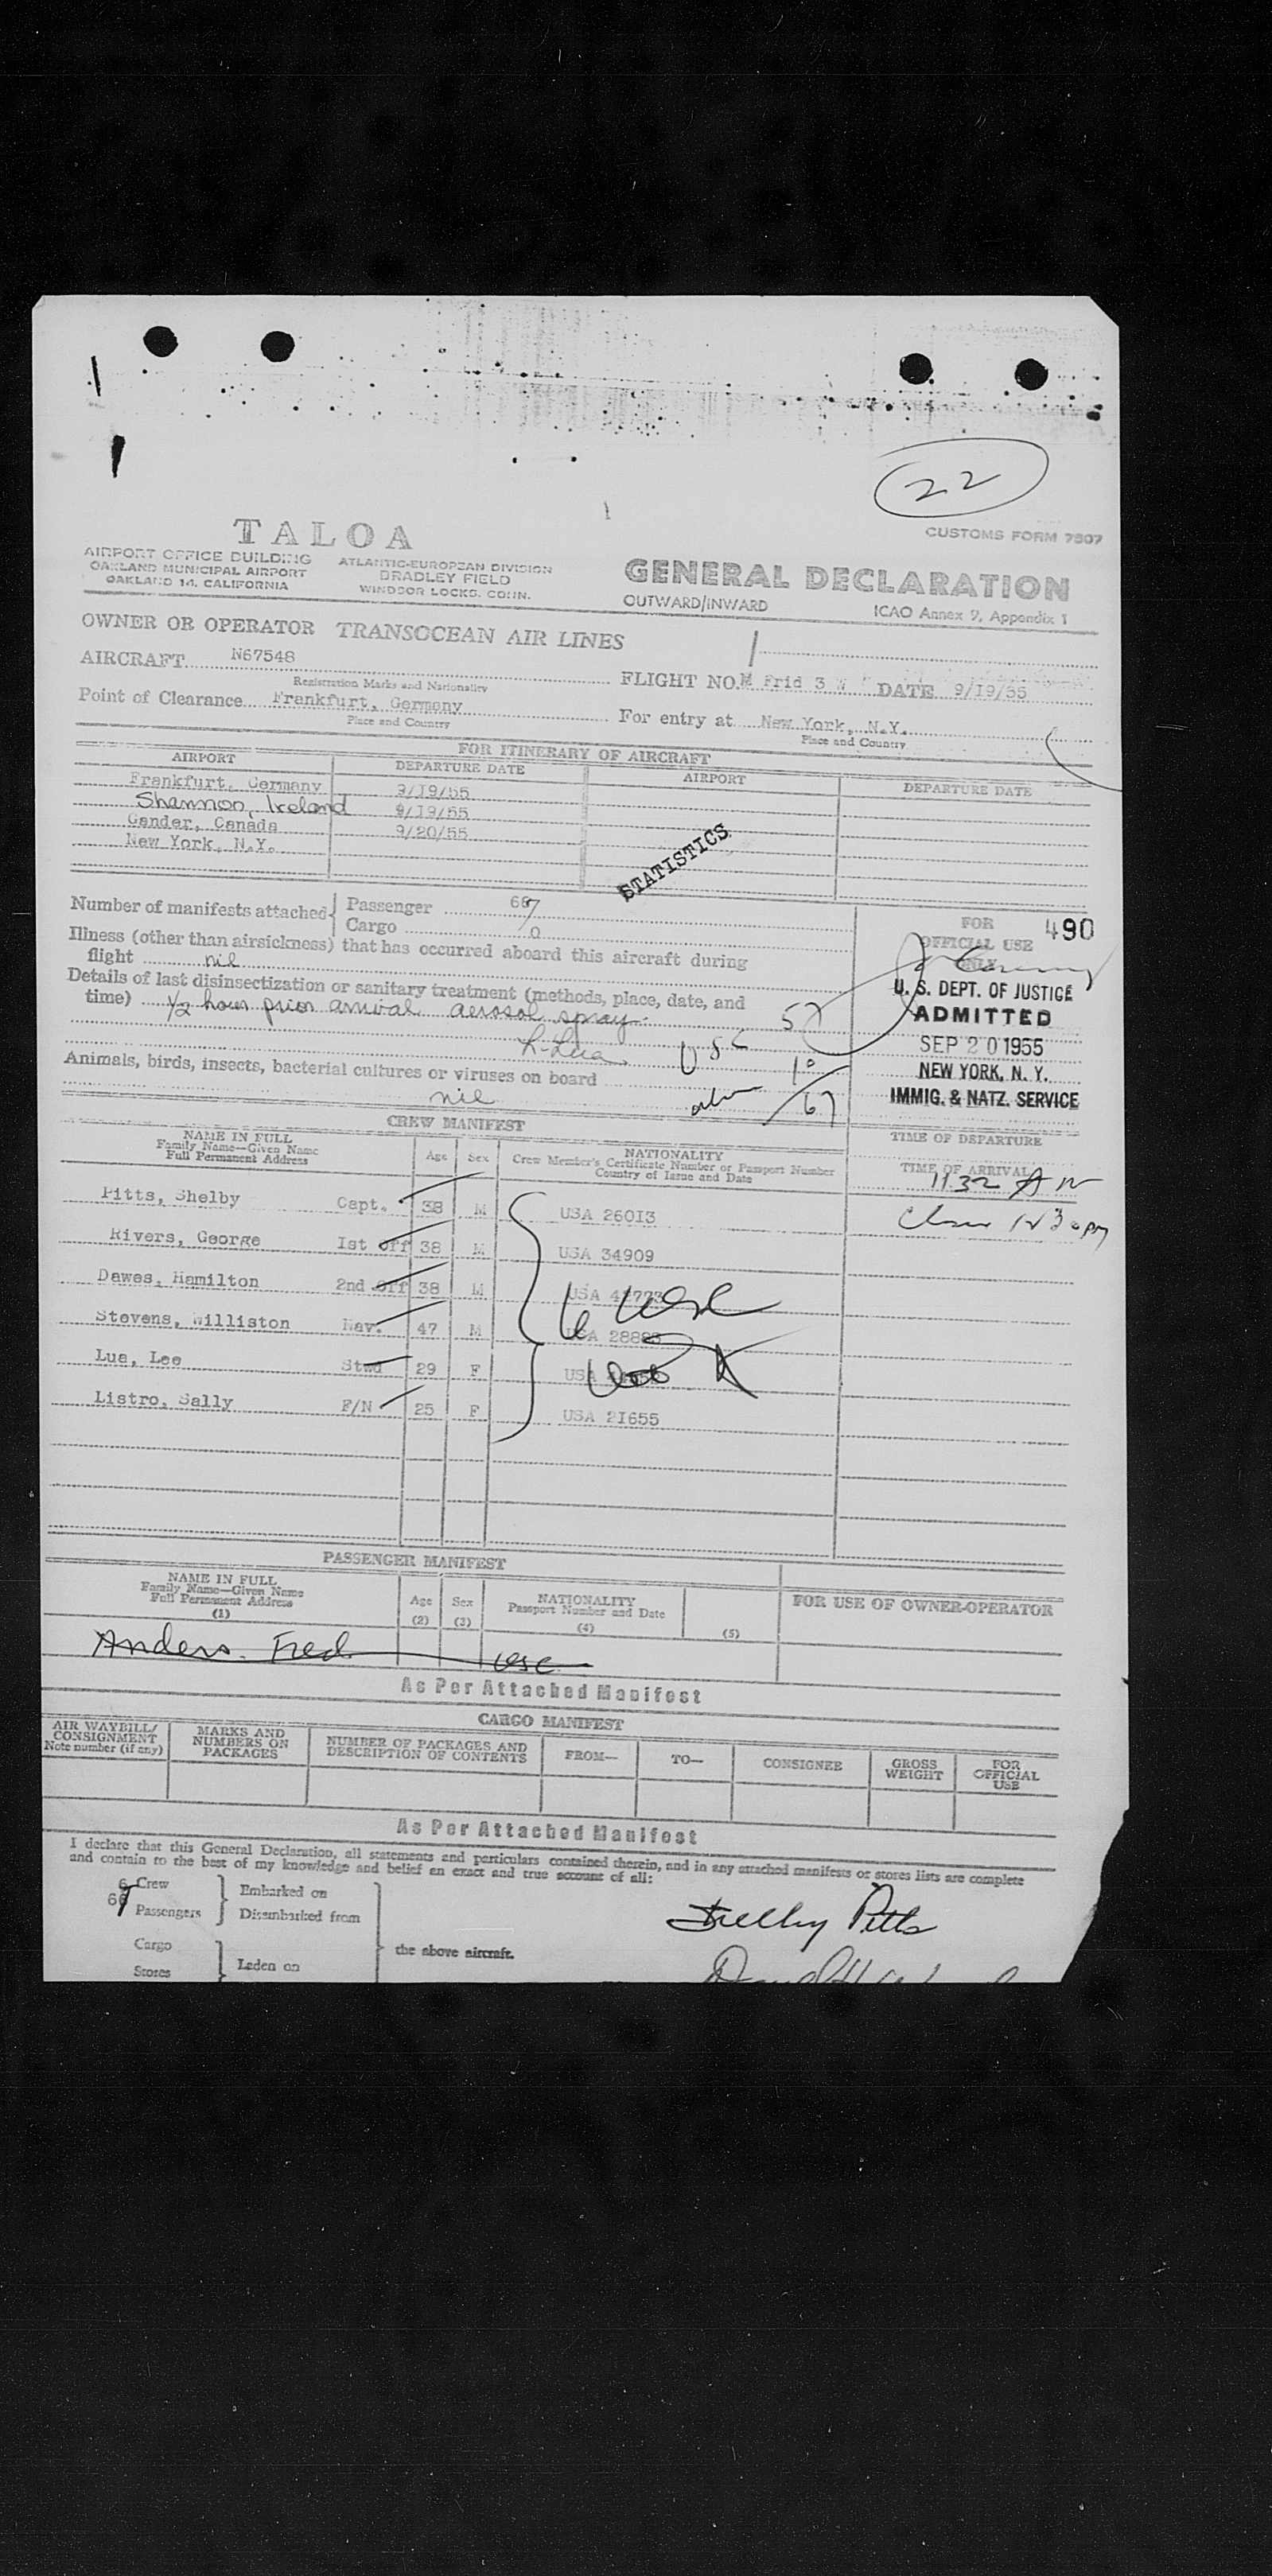 22
CUSTOMS FORM 7507
TALOA
AIRPORT OFFICE BUILDING
OAKLAND MUNICIPAL AIRPORT
OAKLAND 14, CALIFORNIA
ATLANTIC-EUROPEAN DIVISION
BRADLEY FIELD
WINDSOR LOCKS, CONN.
GENERAL DECLARATION
OUTWARD/INWARD
ICAO Annex 9, Appendix 1
OWNER OR OPERATOR TRANSOCEAN AIR LINES
AIRCRAFT N67548
Registration Marks and Nationality
FLIGHT NO. M Frid 3 DATE 9/19/55
Point of Clearance Frankfurt, Germany
Place and Country
For entry at New York, N.Y.
Place and Country
FOR ITINERARY OF AIRCRAFT
AIRPORT DEPARTURE DATE AIRPORT DEPARTURE DATE
Frankfurt, Germany 9/19/55
Shannon, Ireland 9/19/55
Gander, Canada 9/20/55
New York, N.Y.
STATISTICS
Number of manifests attached Passenger 67
Cargo 0
Illness (other than airsickness) that has occurred aboard this aircraft during
flight nil
Details of last disinsectization or sanitary treatment (methods, place, date, and
time) 1/2 hour prior arrival aerosol spray.
L. Lua
Animals, birds, insects, bacterial cultures or viruses on board
nil
USC 57
10
67
FOR
OFFICIAL USE
ONLY
490
U. S. DEPT. OF JUSTICE
ADMITTED
SEP 20 1955
NEW YORK, N. Y.
IMMIG. & NATZ. SERVICE
CREW MANIFEST
NAME IN FULL
Family Name—Given Name
Full Permanent Address
Age Sex
NATIONALITY
Crew Member's Certificate Number or Passport Number
Country of Issue and Date
TIME OF DEPARTURE
TIME OF ARRIVAL
1132 A M
Pitts, Shelby Capt. 38 M USA 26013
Rivers, George 1st Off 38 M USA 34909
Dawes, Hamilton 2nd Off 38 M USA
Stevens, Williston Nav. 47 M USA
Lua, Lee Stwd 29 F USA
Listro, Sally F/N 25 F USA 21655
6 USC
PASSENGER MANIFEST
NAME IN FULL
Family Name—Given Name
Full Permanent Address
(1)
Age
(2)
Sex
(3)
NATIONALITY
Passport Number and Date
(4)
(5)
FOR USE OF OWNER-OPERATOR
Anders, Fred USC
As Per Attached Manifest
CARGO MANIFEST
AIR WAYBILL/
CONSIGNMENT
Note number (if any)
MARKS AND
NUMBERS ON
PACKAGES
NUMBER OF PACKAGES AND
DESCRIPTION OF CONTENTS
FROM—
TO—
CONSIGNEE
GROSS
WEIGHT
FOR
OFFICIAL
USE
As Per Attached Manifest
I declare that this General Declaration, all statements and particulars contained therein, and in any attached manifests or stores lists are complete
and contain to the best of my knowledge and belief an exact and true account of all:
6 Crew
67 Passengers
Embarked on
Disembarked from
Cargo
Stores
Laden on
the above aircraft.
Shelby Pitts